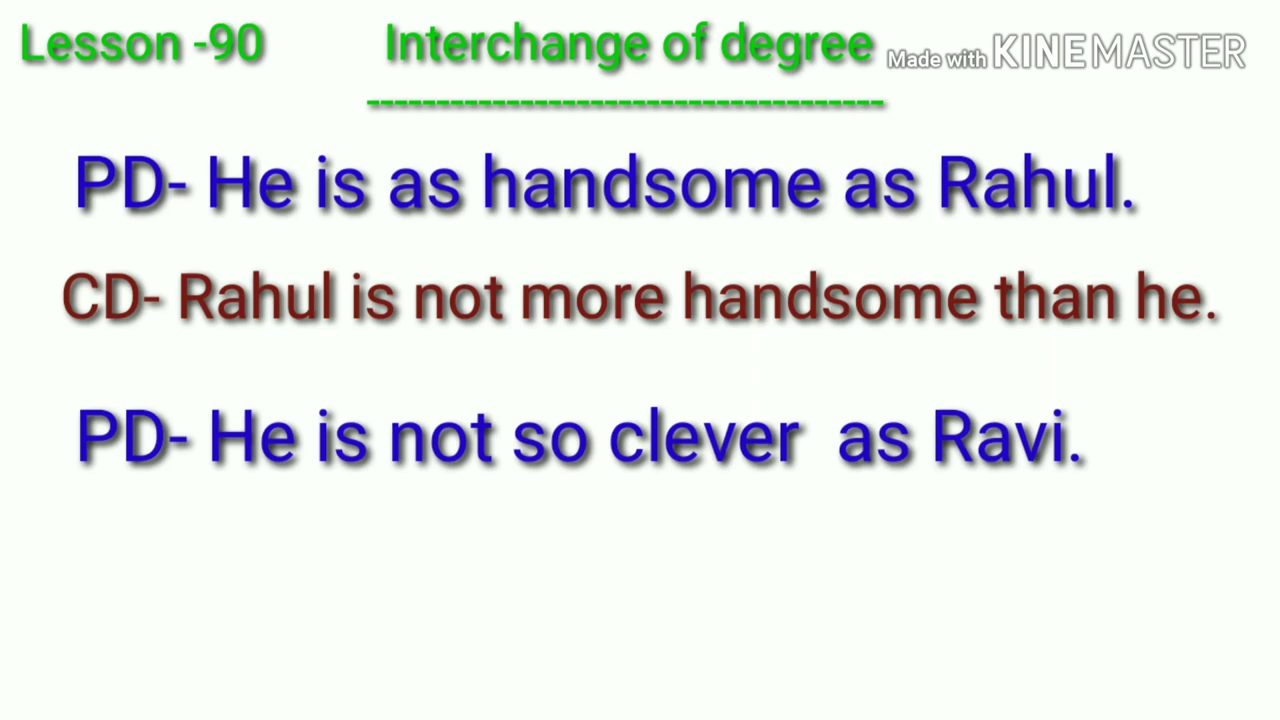 Lesson -90 Interchange of degree Made with KINEMASTER
-------------------------------------
PD- He is as handsome as Rahul.
CD- Rahul is not more handsome than he.
PD- He is not so clever as Ravi.